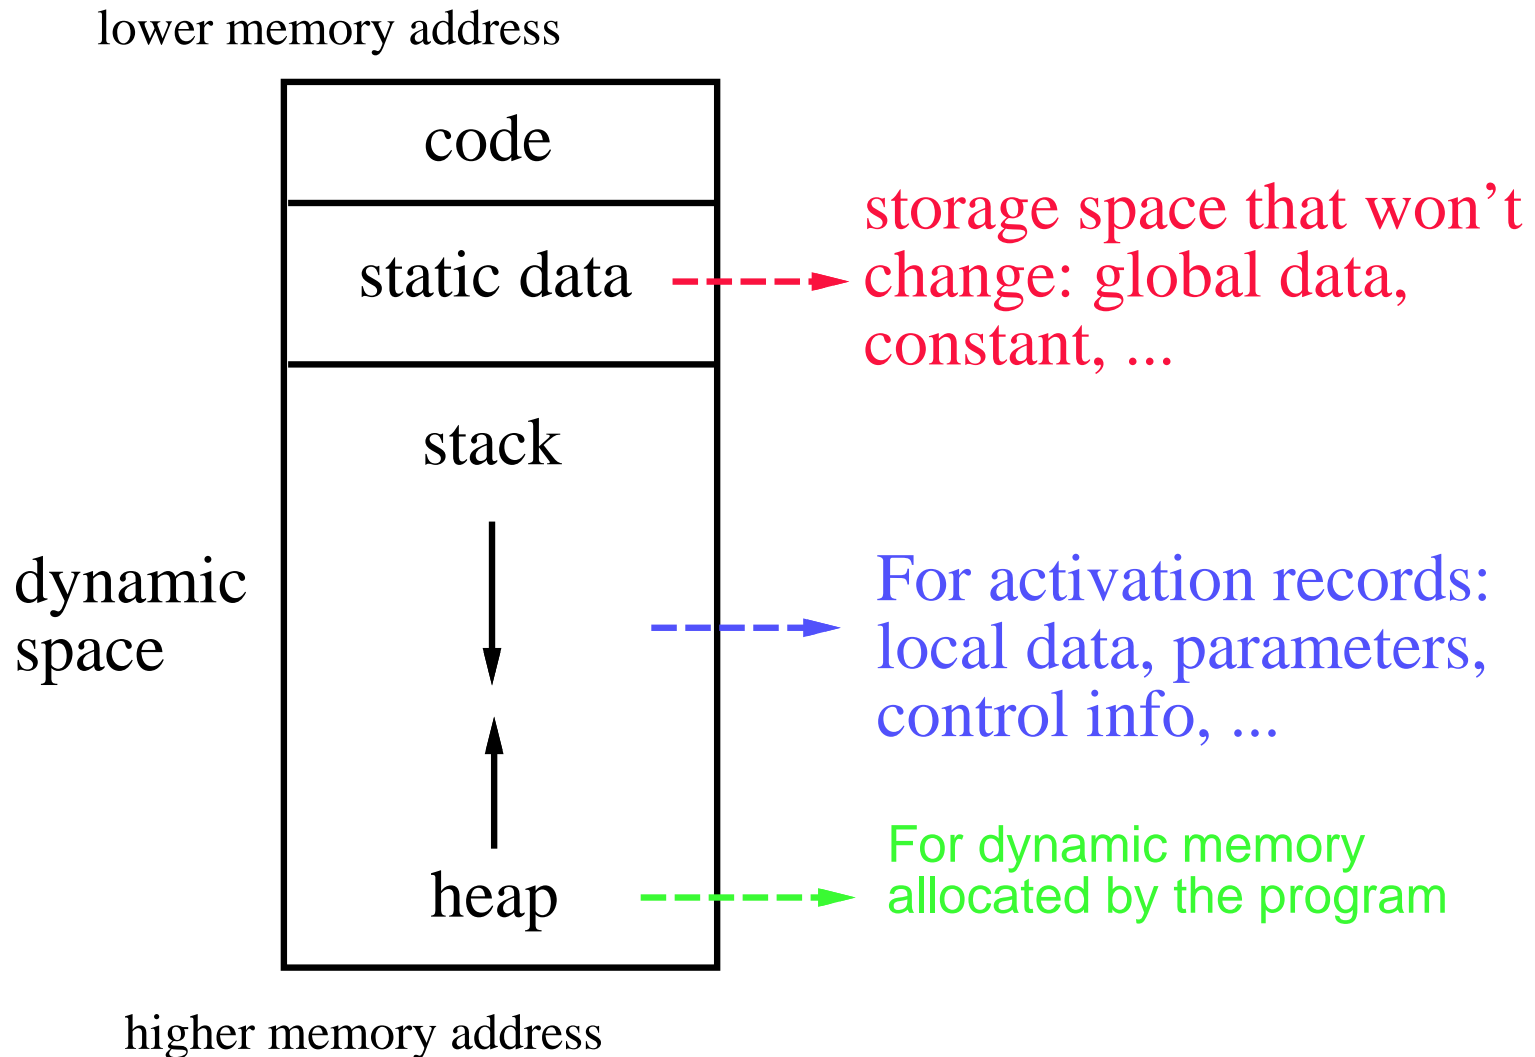 lower memory address
code
static data
storage space that won’t
change: global data,
constant, ...
stack
dynamic
space
For activation records:
local data, parameters,
control info, ...
heap
For dynamic memory
allocated by the program
higher memory address